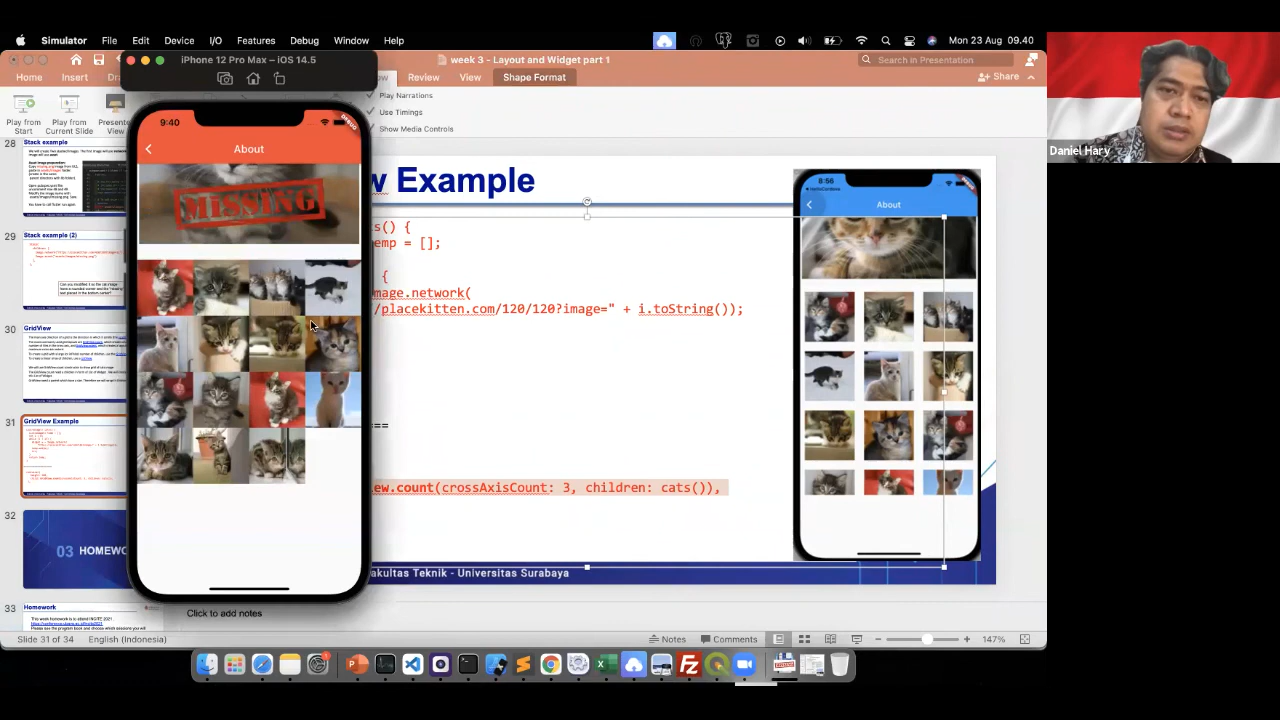 Simulator File Edit Device I/O Features Debug Window Help
Mon 23 Aug 09.40
iPhone 12 Pro Max – iOS 14.5
week 3 - Layout and Widget part 1
Search in Presentation
Home Insert Review View Shape Format
Share
Play from Start
Play from Current Slide
Presenter View
Play Narrations
Use Timings
Show Media Controls
28
Stack example
29
Stack example (2)
30
GridView
31
GridView Example
32
03 HOMEWO
33
Homework
9:40
DEBUG
About
MISSING
w Example
s() {
emp = [];
{
mage.network(
/placekitten.com/120/120?image=" + i.toString());
==
ew.count(crossAxisCount: 3, children: cats()),
8:56
About
akultas Teknik - Universitas Surabaya
Click to add notes
Slide 31 of 34 English (Indonesia)
Notes Comments 147%
Daniel Hary